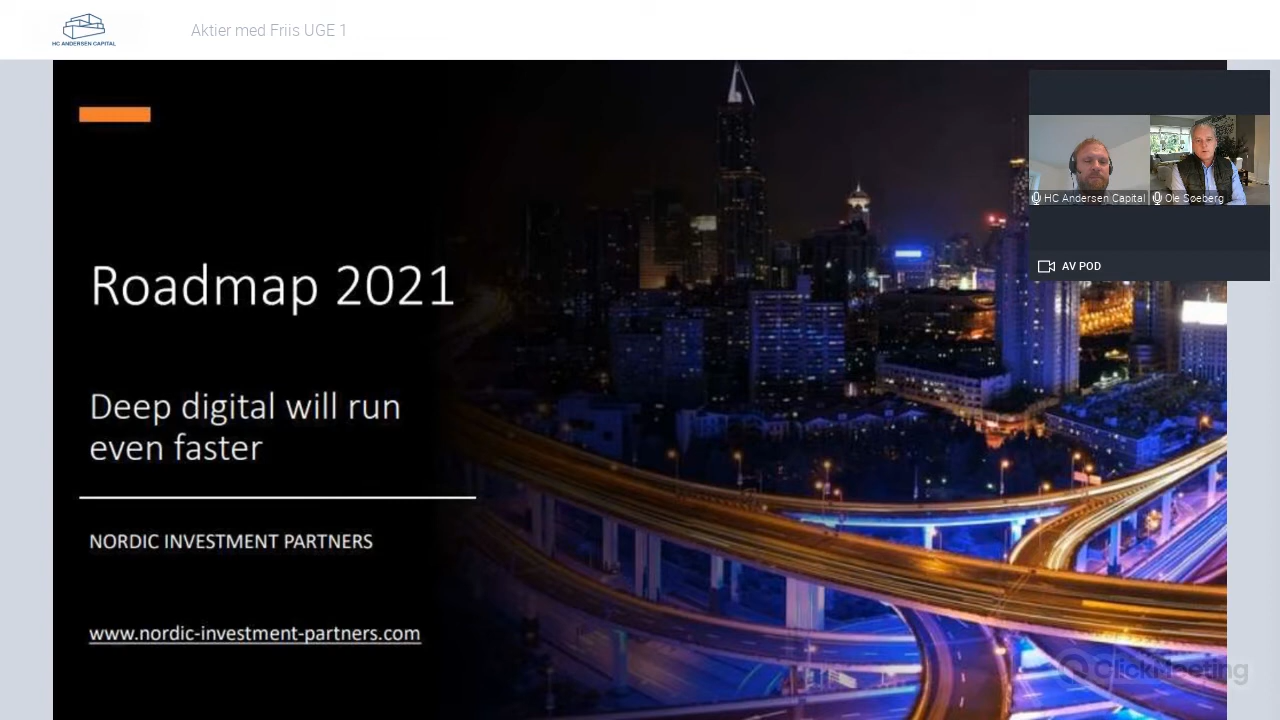 HC ANDERSEN CAPITAL
Aktier med Friis UGE 1
Roadmap 2021
Deep digital will run
even faster
NORDIC INVESTMENT PARTNERS
www.nordic-investment-partners.com
HC Andersen Capital
Ole Søeberg
AV POD
ClickMeeting